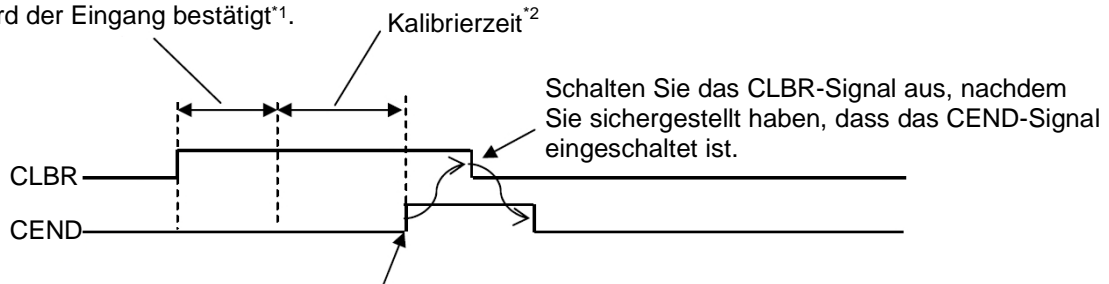 rd der Eingang bestätigt*1.
Kalibrierzeit*2
Schalten Sie das CLBR-Signal aus, nachdem
Sie sichergestellt haben, dass das CEND-Signal
eingeschaltet ist.
CLBR
CEND